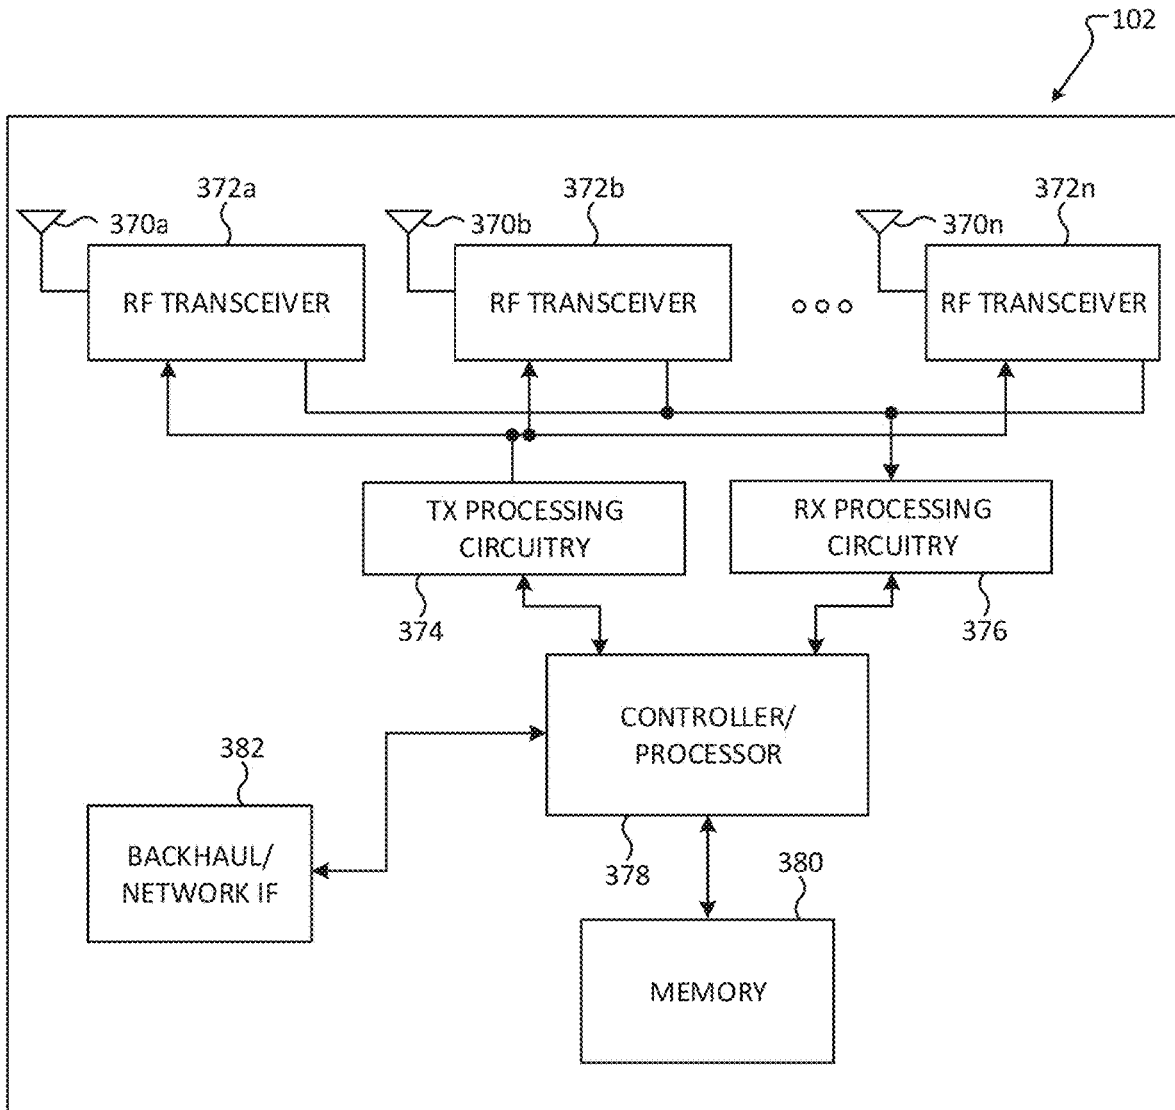 102
372a
372b
372n
370a
370b
370n
RF TRANSCEIVER
RF TRANSCEIVER
RF TRANSCEIVER
TX PROCESSING
CIRCUITRY
RX PROCESSING
CIRCUITRY
374
376
CONTROLLER/
PROCESSOR
382
BACKHAUL/
NETWORK IF
378
380
MEMORY